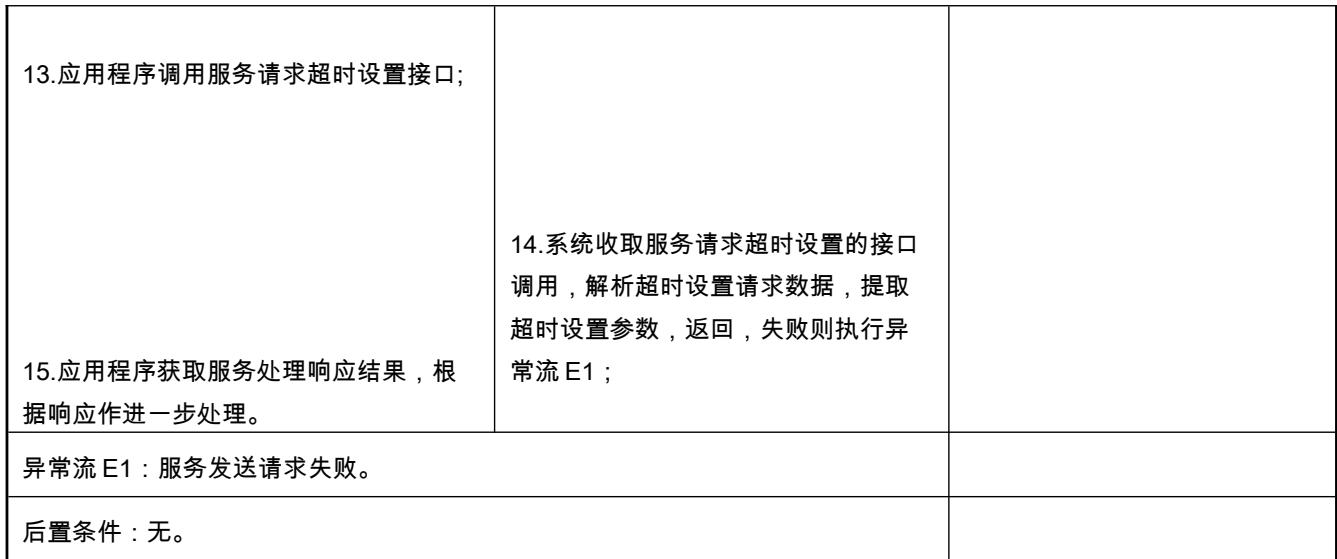 13.应用程序调用服务请求超时设置接口;
14.系统收取服务请求超时设置的接口
调用，解析超时设置请求数据，提取
超时设置参数，返回，失败则执行异
常流 E1；
15.应用程序获取服务处理响应结果，根
据响应作进一步处理。
异常流 E1：服务发送请求失败。
后置条件：无。